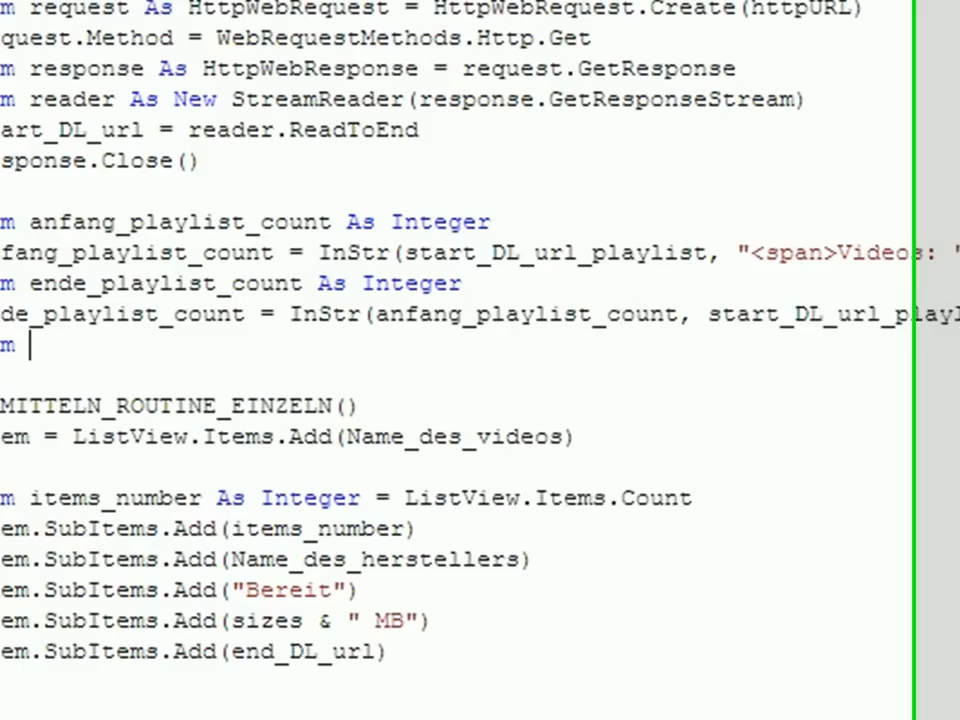 m request As HttpWebRequest = HttpWebRequest.Create(httpURL)
quest.Method = WebRequestMethods.Http.Get
m response As HttpWebResponse = request.GetResponse
m reader As New StreamReader(response.GetResponseStream)
art_DL_url = reader.ReadToEnd
sponse.Close()
m anfang_playlist_count As Integer
fang_playlist_count = InStr(start_DL_url_playlist, "<span>Videos: "
m ende_playlist_count As Integer
de_playlist_count = InStr(anfang_playlist_count, start_DL_url_playl
m
MITTELN_ROUTINE_EINZELN()
em = ListView.Items.Add(Name_des_videos)
m items_number As Integer = ListView.Items.Count
em.SubItems.Add(items_number)
em.SubItems.Add(Name_des_herstellers)
em.SubItems.Add("Bereit")
em.SubItems.Add(sizes & " MB")
em.SubItems.Add(end_DL_url)